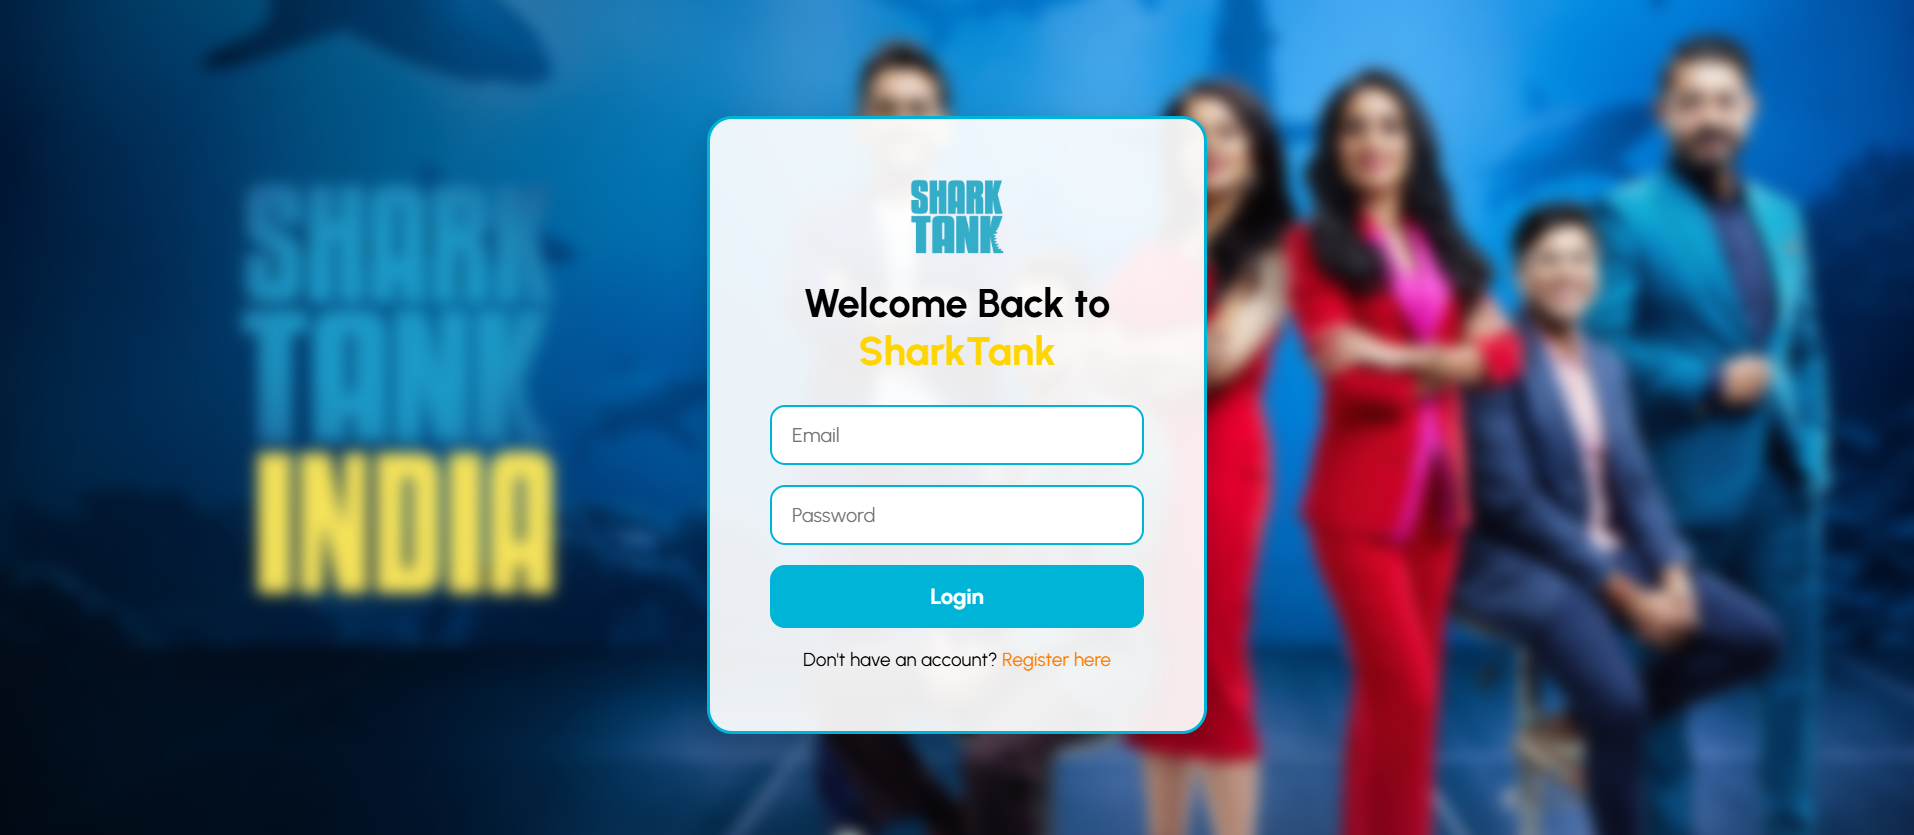 SHARK
TANK
INDIA
SHARK
TANK
Welcome Back to
SharkTank
Email
Password
Login
Don't have an account? Register here